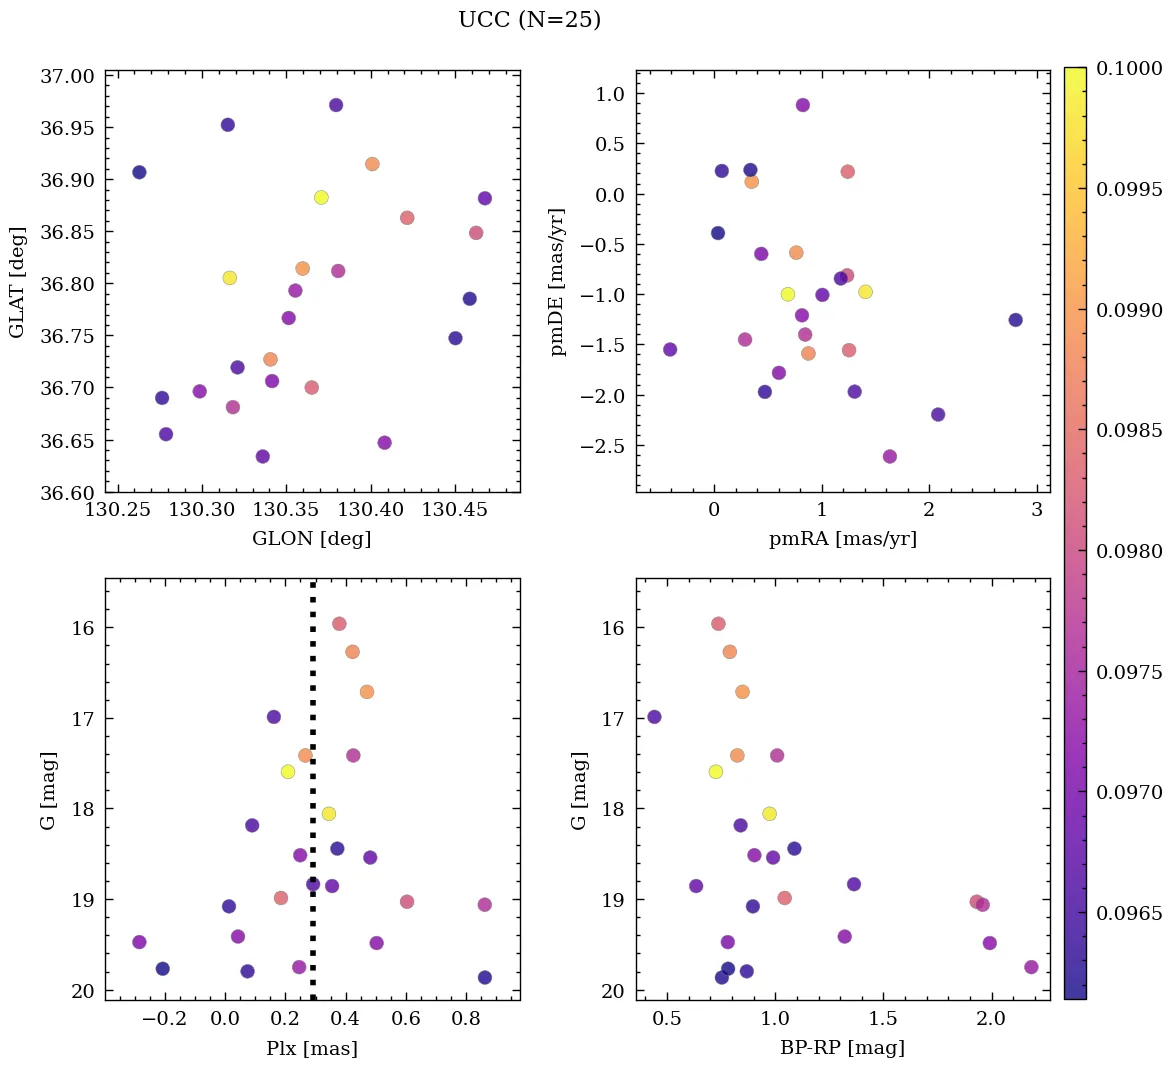 UCC (N=25)
37.00
36.95
36.90
36.85
36.80
36.75
36.70
36.65
36.60
GLAT [deg]
130.25 130.30 130.35 130.40 130.45
GLON [deg]
1.0
0.5
0.0
−0.5
−1.0
−1.5
−2.0
−2.5
pmDE [mas/yr]
0 1 2 3
pmRA [mas/yr]
16
17
18
19
20
G [mag]
−0.2 0.0 0.2 0.4 0.6 0.8
Plx [mas]
16
17
18
19
20
G [mag]
0.5 1.0 1.5 2.0
BP-RP [mag]
0.1000
0.0995
0.0990
0.0985
0.0980
0.0975
0.0970
0.0965